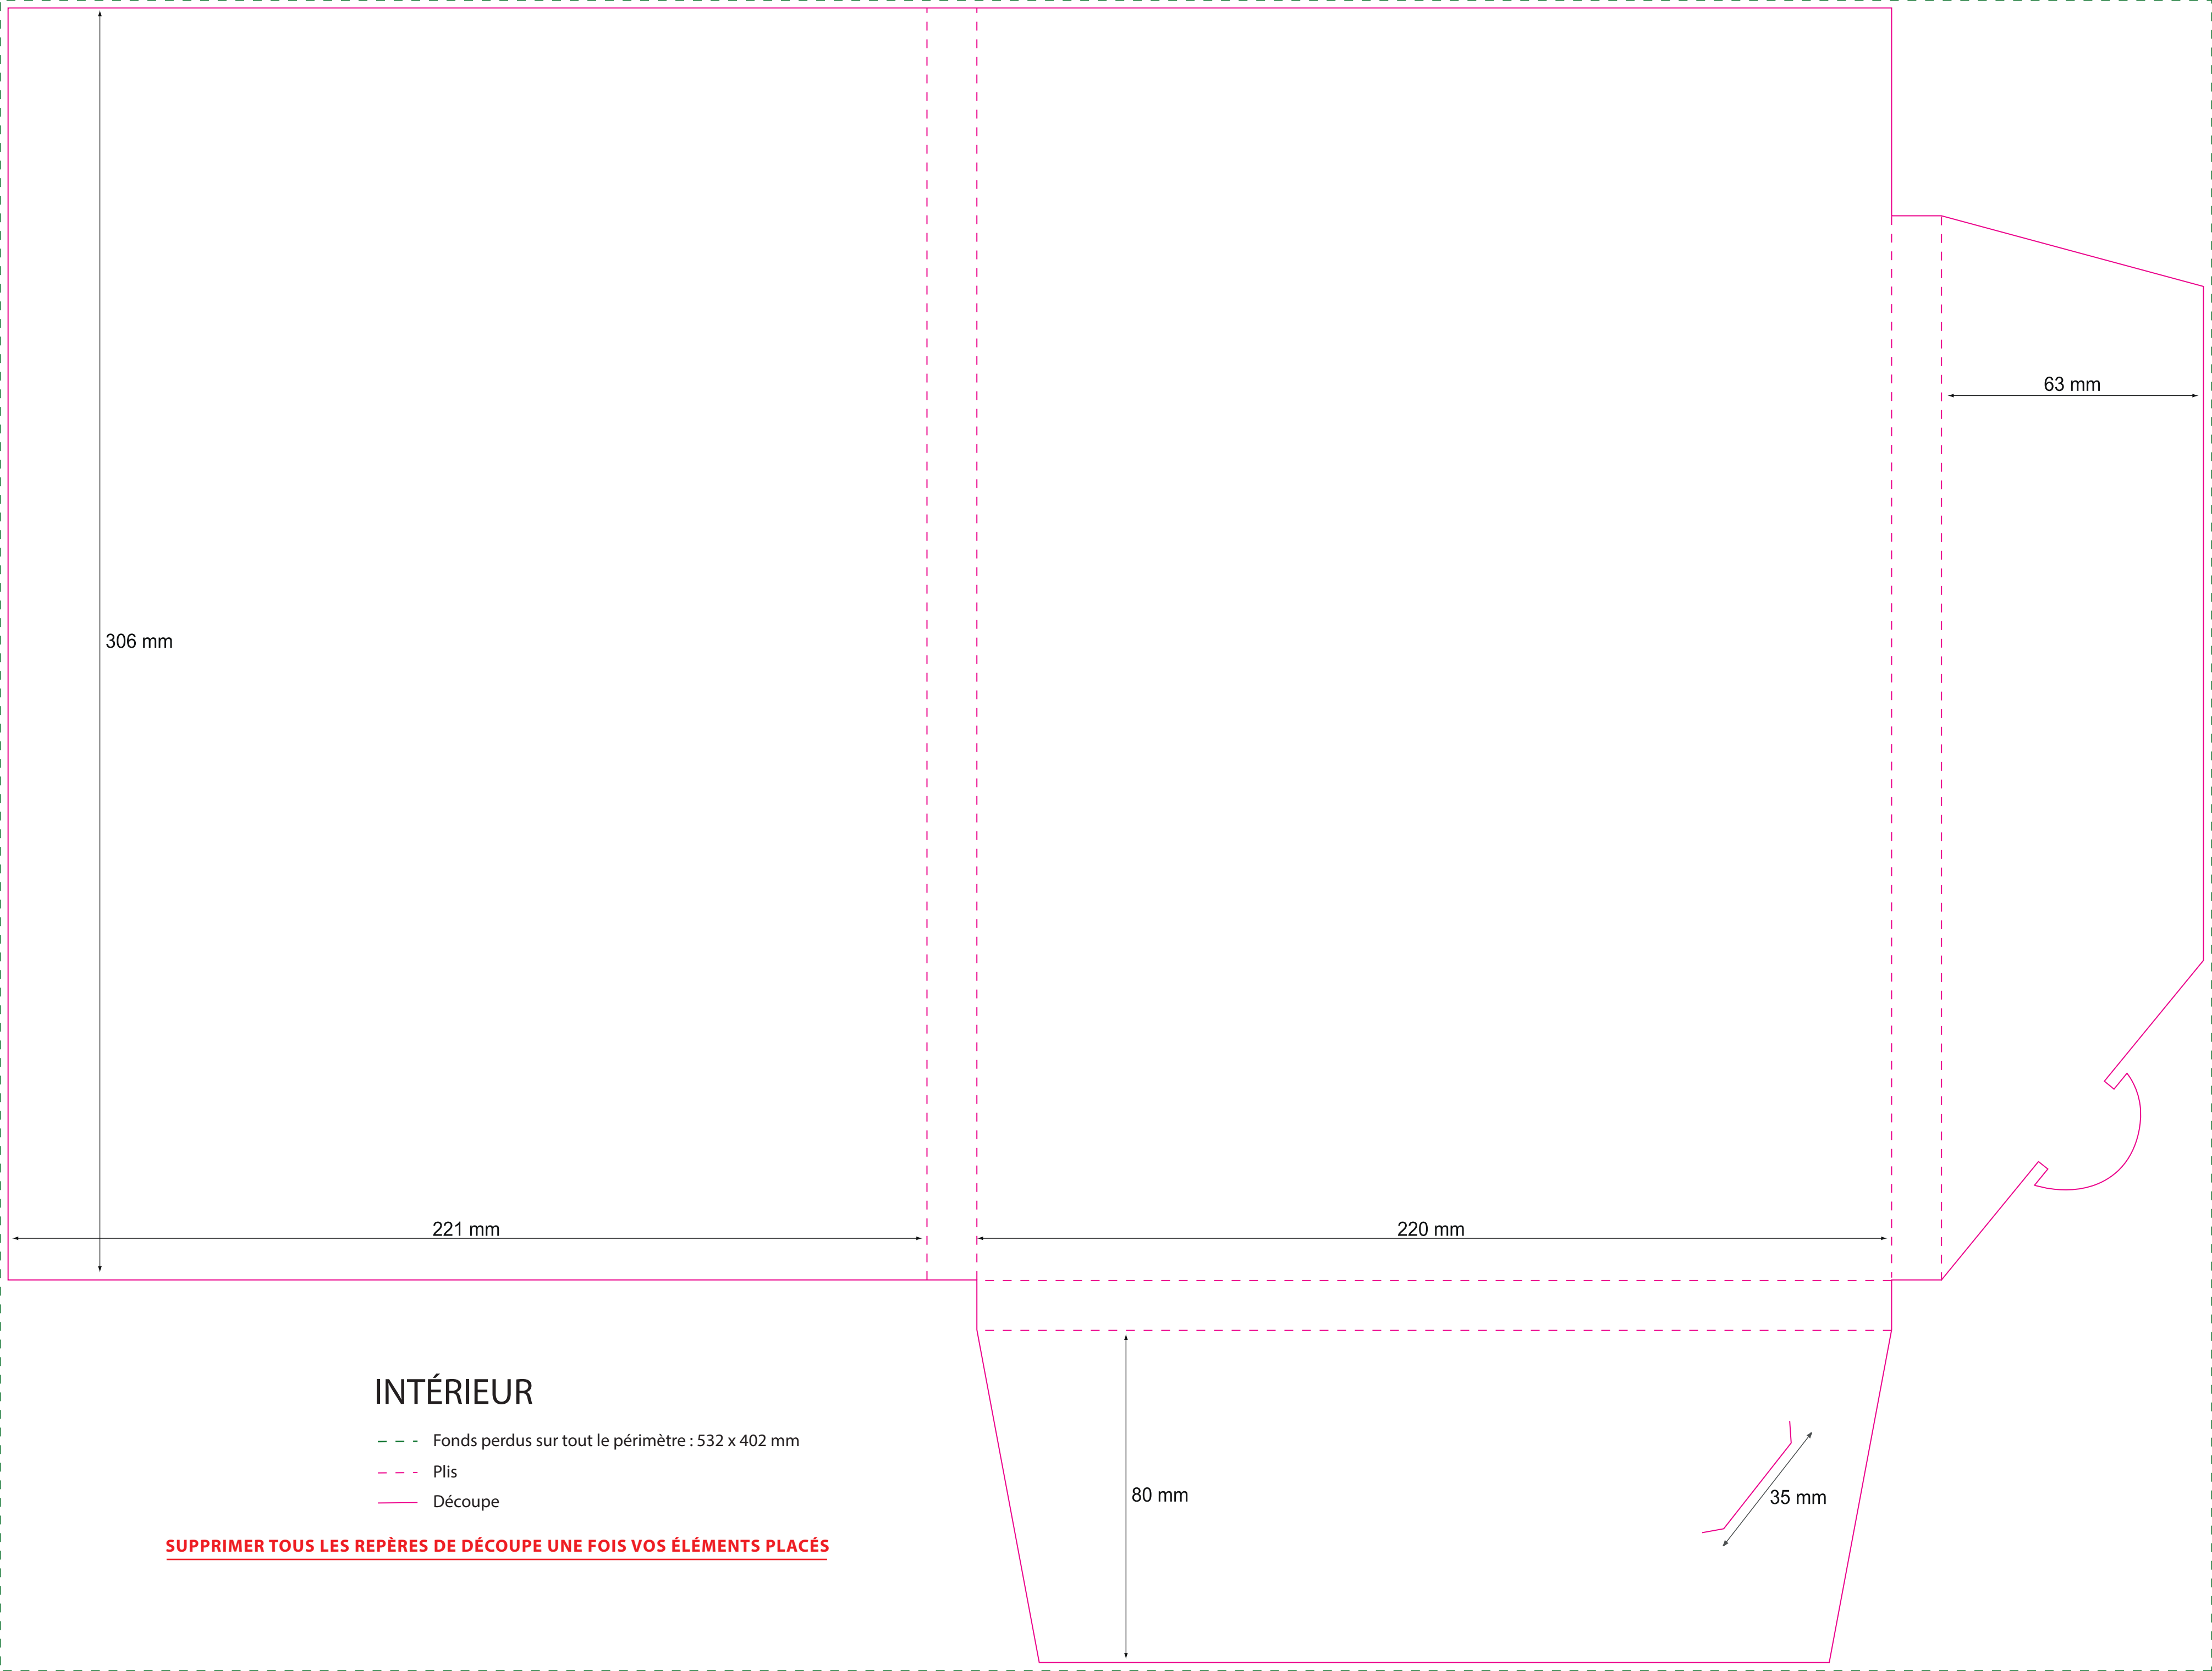 63 mm
306 mm
221 mm
220 mm
INTÉRIEUR
Fonds perdus sur tout le périmètre : 532 x 402 mm
Plis
Découpe
80 mm
35 mm
SUPPRIMER TOUS LES REPÈRES DE DÉCOUPE UNE FOIS VOS ÉLÉMENTS PLACÉS